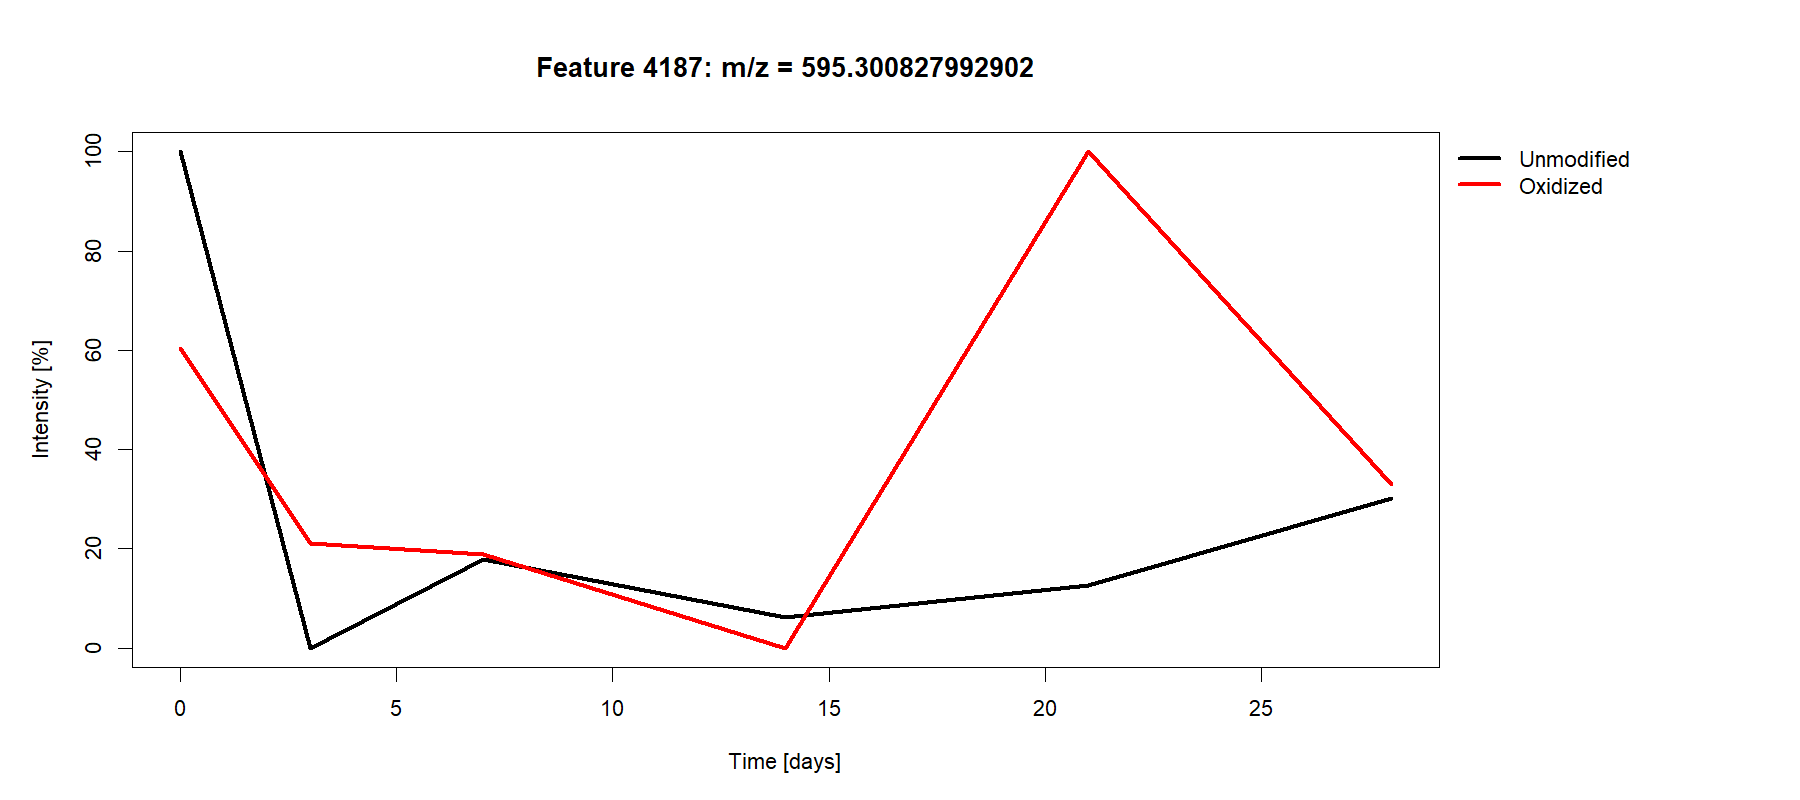 Feature 4187: m/z = 595.300827992902
Unmodified
Oxidized
Intensity [%]
100
80
60
40
20
0
0 5 10 15 20 25
Time [days]